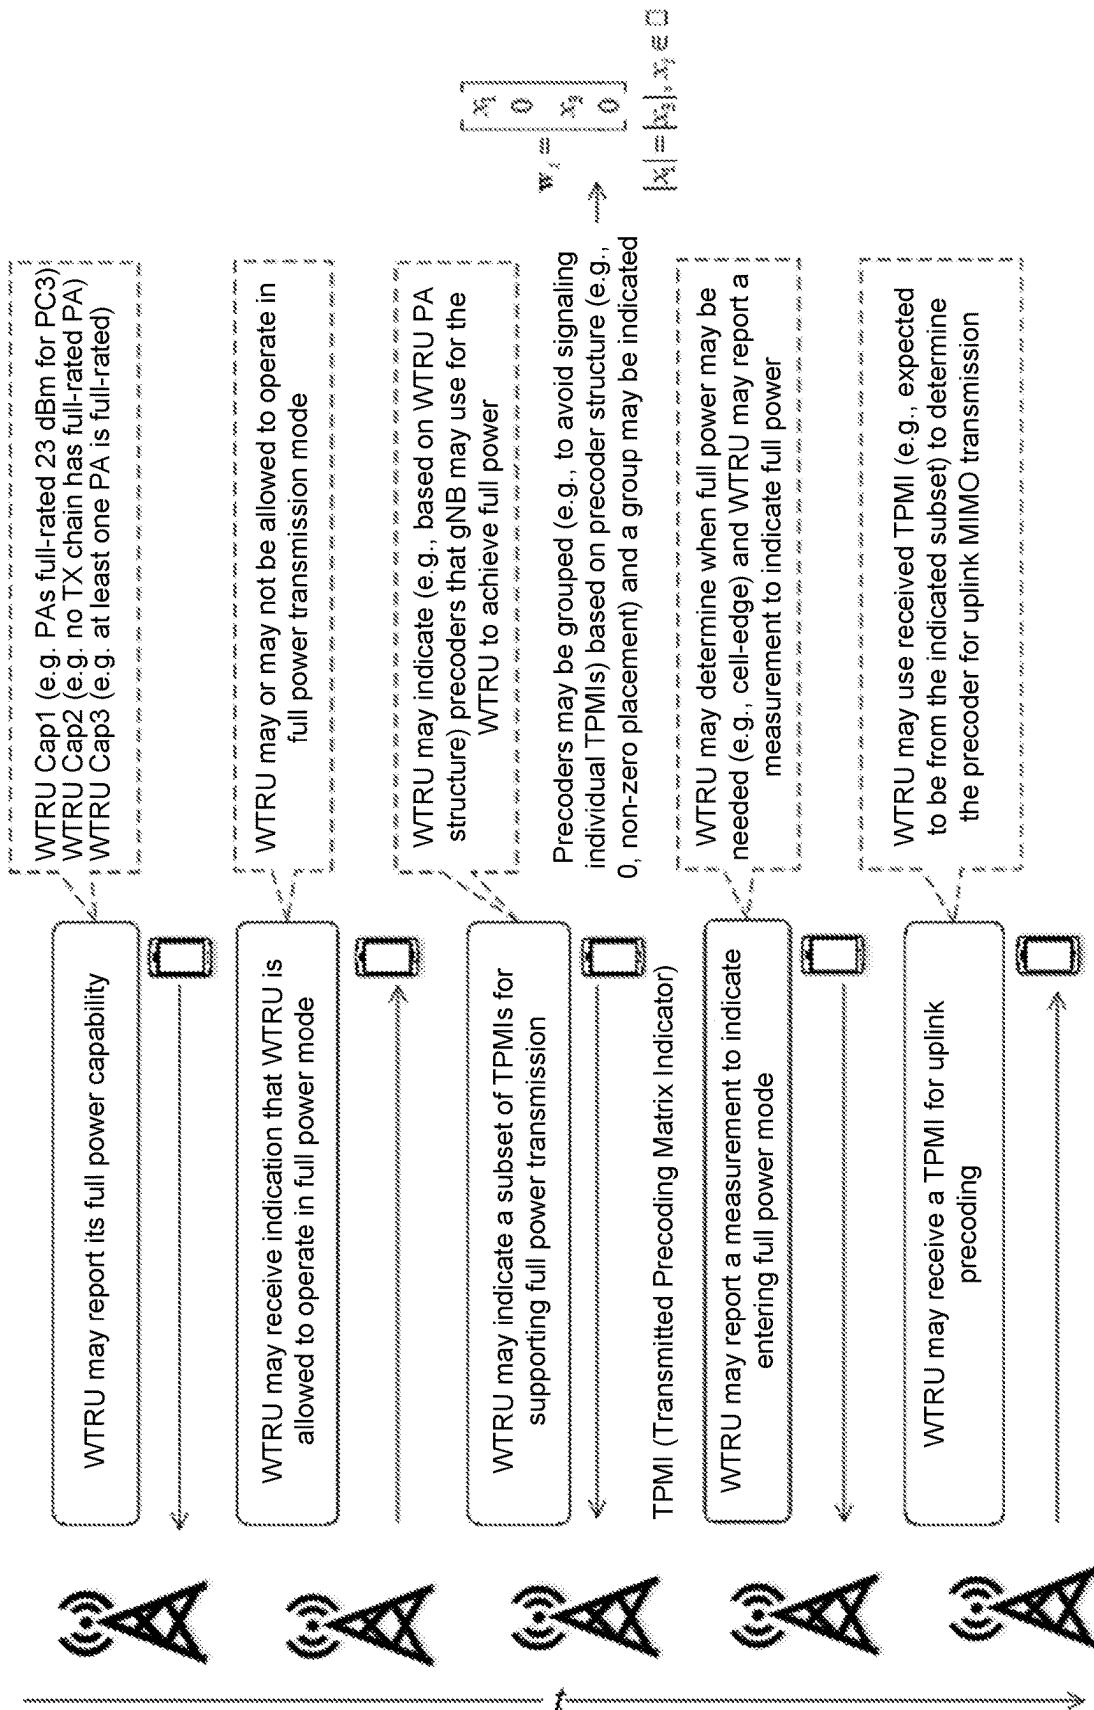 WTRU may report its full power capability
WTRU Cap1 (e.g. PAs full-rated 23 dBm for PC3)
WTRU Cap2 (e.g. no TX chain has full-rated PA)
WTRU Cap3 (e.g. at least one PA is full-rated)
WTRU may receive indication that WTRU is
allowed to operate in full power mode
WTRU may or may not be allowed to operate in
full power transmission mode
WTRU may indicate a subset of TPMIs for
supporting full power transmission
WTRU may indicate (e.g., based on WTRU PA
structure) precoders that gNB may use for the
WTRU to achieve full power
Precoders may be grouped (e.g., to avoid signaling
individual TPMIs) based on precoder structure (e.g.,
0, non-zero placement) and a group may be indicated
x₁
0
w =
x₃
0
|x₁| = |x₃|, x ∈ □
TPMI (Transmitted Precoding Matrix Indicator)
WTRU may report a measurement to indicate
entering full power mode
WTRU may determine when full power may be
needed (e.g., cell-edge) and WTRU may report a
measurement to indicate full power
WTRU may receive a TPMI for uplink
precoding
WTRU may use received TPMI (e.g., expected
to be from the indicated subset) to determine
the precoder for uplink MIMO transmission
t